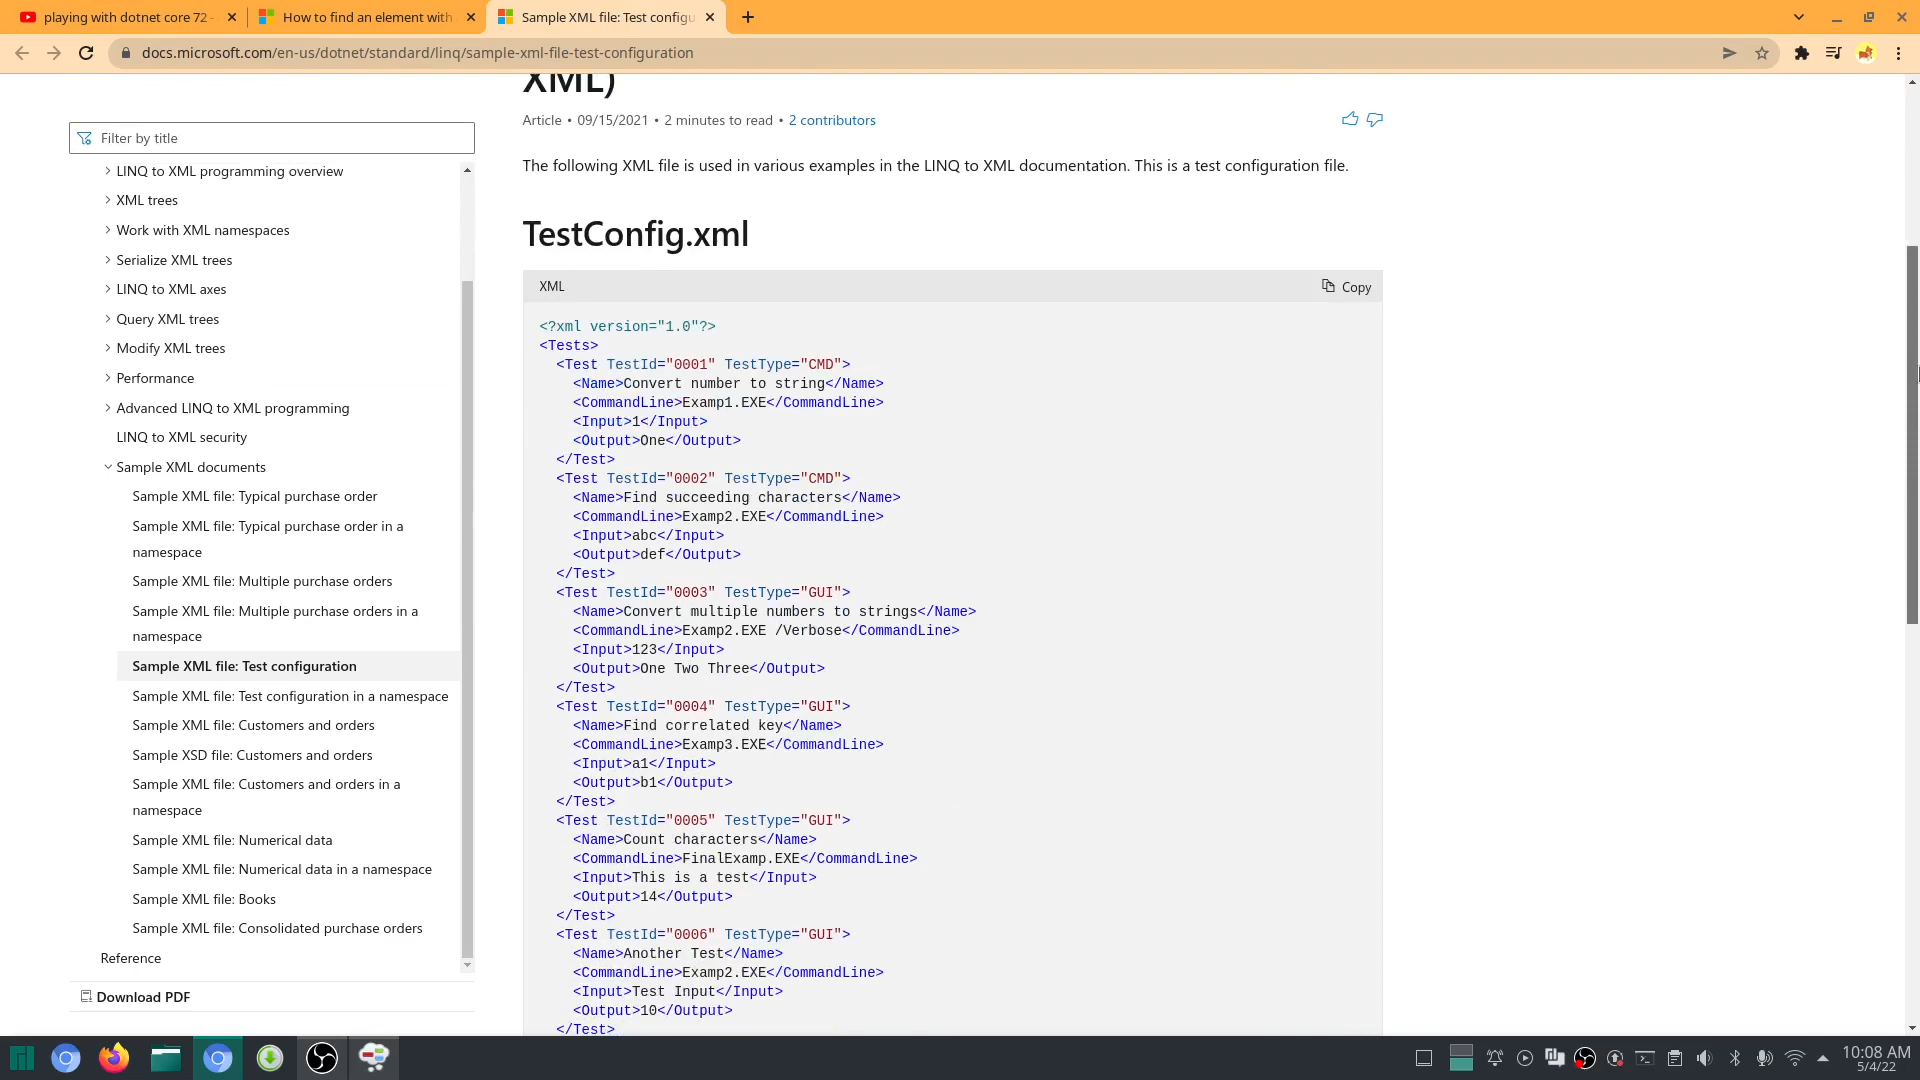 playing with dotnet core 72 -
How to find an element with
Sample XML file: Test configu
docs.microsoft.com/en-us/dotnet/standard/linq/sample-xml-file-test-configuration
XML)
Article • 09/15/2021 • 2 minutes to read • 2 contributors
Filter by title
The following XML file is used in various examples in the LINQ to XML documentation. This is a test configuration file.
LINQ to XML programming overview
XML trees
Work with XML namespaces
Serialize XML trees
LINQ to XML axes
Query XML trees
Modify XML trees
Performance
Advanced LINQ to XML programming
LINQ to XML security
Sample XML documents
Sample XML file: Typical purchase order
Sample XML file: Typical purchase order in a
namespace
Sample XML file: Multiple purchase orders
Sample XML file: Multiple purchase orders in a
namespace
Sample XML file: Test configuration
Sample XML file: Test configuration in a namespace
Sample XML file: Customers and orders
Sample XSD file: Customers and orders
Sample XML file: Customers and orders in a
namespace
Sample XML file: Numerical data
Sample XML file: Numerical data in a namespace
Sample XML file: Books
Sample XML file: Consolidated purchase orders
Reference
Download PDF
TestConfig.xml
XML
Copy
<?xml version="1.0"?>
<Tests>
<Test TestId="0001" TestType="CMD">
<Name>Convert number to string</Name>
<CommandLine>Examp1.EXE</CommandLine>
<Input>1</Input>
<Output>One</Output>
</Test>
<Test TestId="0002" TestType="CMD">
<Name>Find succeeding characters</Name>
<CommandLine>Examp2.EXE</CommandLine>
<Input>abc</Input>
<Output>def</Output>
</Test>
<Test TestId="0003" TestType="GUI">
<Name>Convert multiple numbers to strings</Name>
<CommandLine>Examp2.EXE /Verbose</CommandLine>
<Input>123</Input>
<Output>One Two Three</Output>
</Test>
<Test TestId="0004" TestType="GUI">
<Name>Find correlated key</Name>
<CommandLine>Examp3.EXE</CommandLine>
<Input>a1</Input>
<Output>b1</Output>
</Test>
<Test TestId="0005" TestType="GUI">
<Name>Count characters</Name>
<CommandLine>FinalExamp.EXE</CommandLine>
<Input>This is a test</Input>
<Output>14</Output>
</Test>
<Test TestId="0006" TestType="GUI">
<Name>Another Test</Name>
<CommandLine>Examp2.EXE</CommandLine>
<Input>Test Input</Input>
<Output>10</Output>
</Test>
10:08 AM
5/4/22